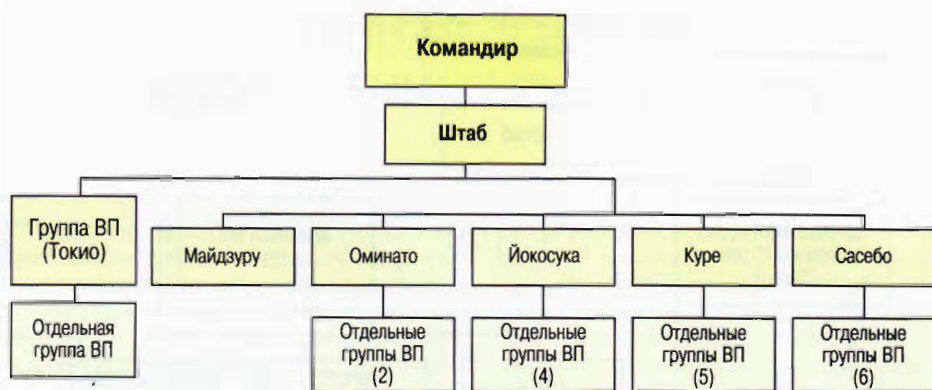 Командир
Штаб
Группа ВП
(Токио)
Майдзуру
Оминато
Йокосука
Куре
Сасебо
Отдельная
группа ВП
Отдельные
группы ВП
(2)
Отдельные
группы ВП
(4)
Отдельные
группы ВП
(5)
Отдельные
группы ВП
(6)